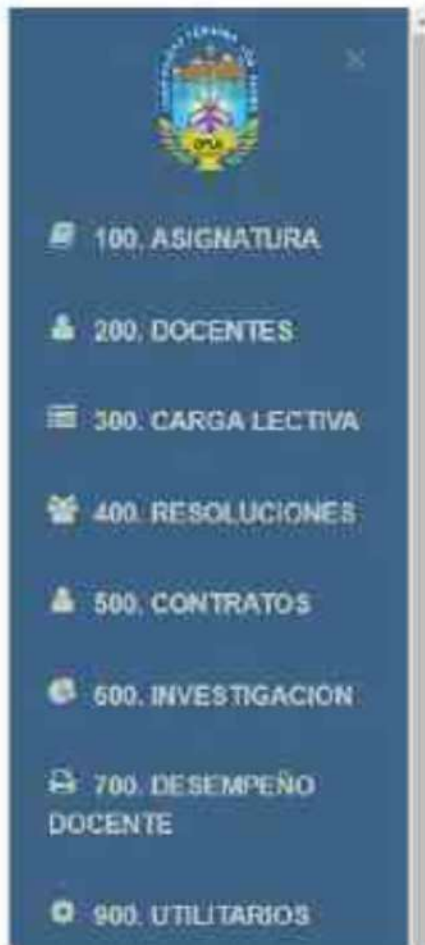 100. ASIGNATURA
200. DOCENTES
300. CARGA LECTIVA
400. RESOLUCIONES
500. CONTRATOS
600. INVESTIGACION
700. DESEMPEÑO
DOCENTE
900. UTILITARIOS